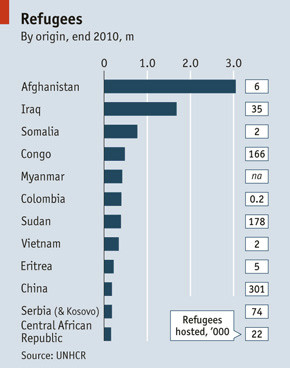 Refugees
By origin, end 2010, m
0 1.0 2.0 3.0
Afghanistan 6
Iraq 35
Somalia 2
Congo 166
Myanmar na
Colombia 0.2
Sudan 178
Vietnam 2
Eritrea 5
China 301
Serbia (& Kosovo) 74
Central African
Republic 22
Refugees
hosted, '000
Source: UNHCR